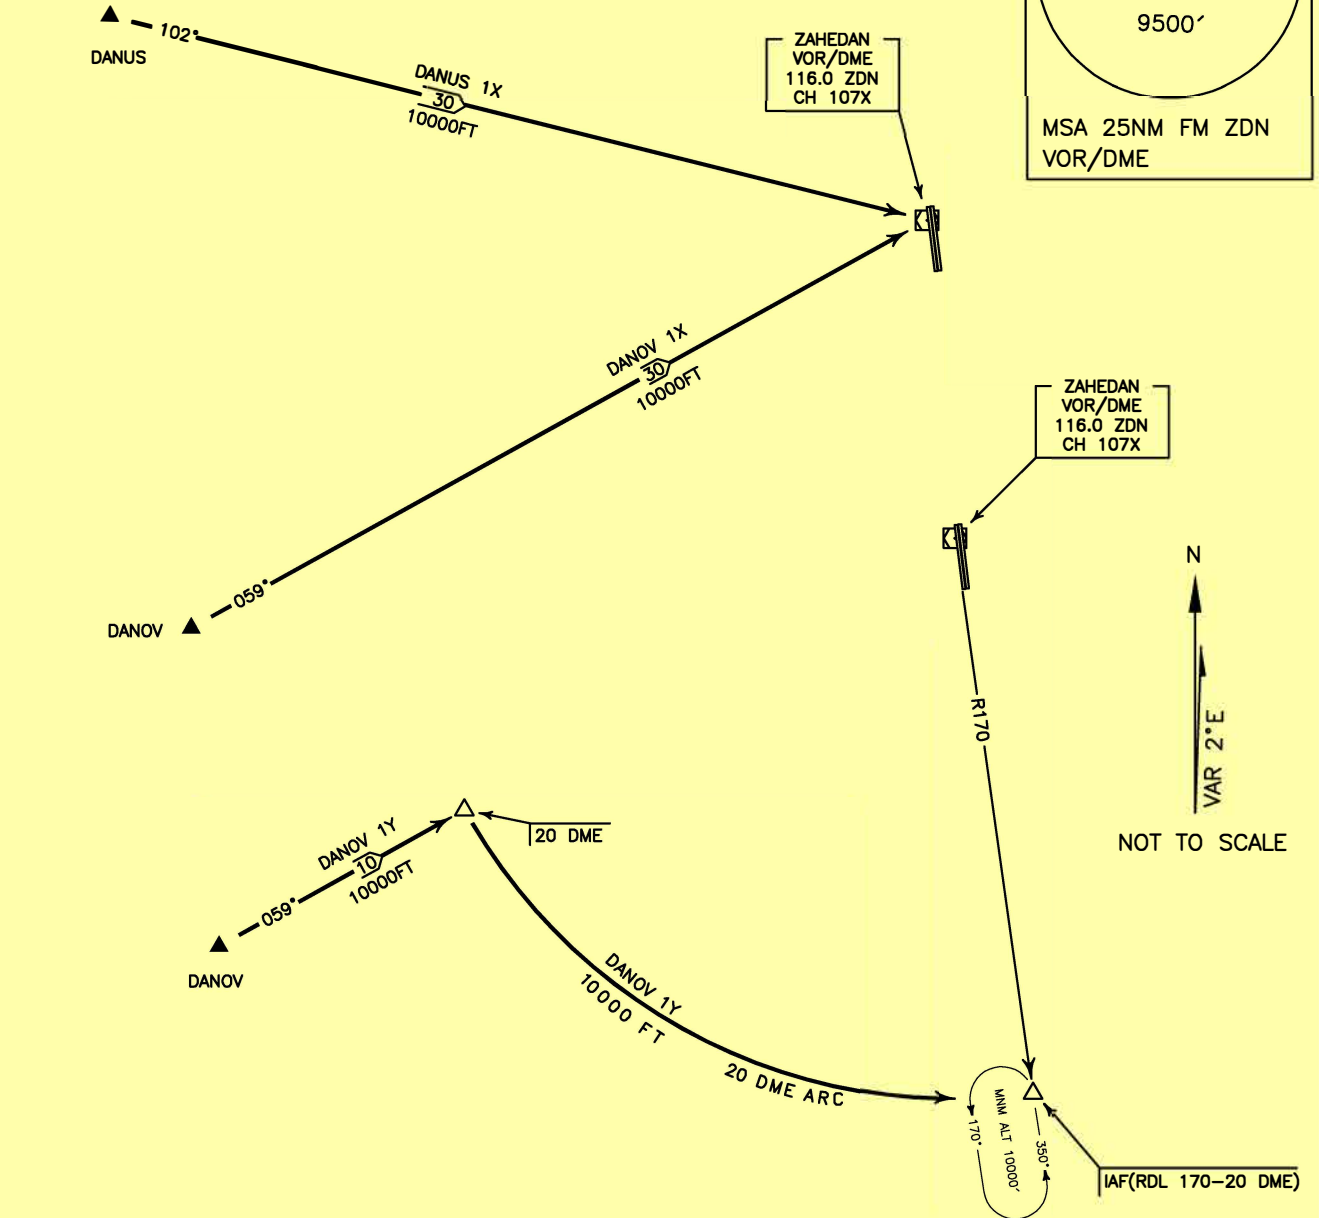 102°
DANUS
DANUS 1X
30
10000FT
ZAHEDAN
VOR/DME
116.0 ZDN
CH 107X
9500′
MSA 25NM FM ZDN
VOR/DME
DANOV 1X
30
10000FT
059°
DANOV
ZAHEDAN
VOR/DME
116.0 ZDN
CH 107X
R170
N
VAR 2°E
NOT TO SCALE
20 DME
DANOV 1Y
10
10000FT
059°
DANOV
DANOV 1Y
10000 FT
20 DME ARC
MNM ALT 10000′
170°
350°
IAF(RDL 170-20 DME)